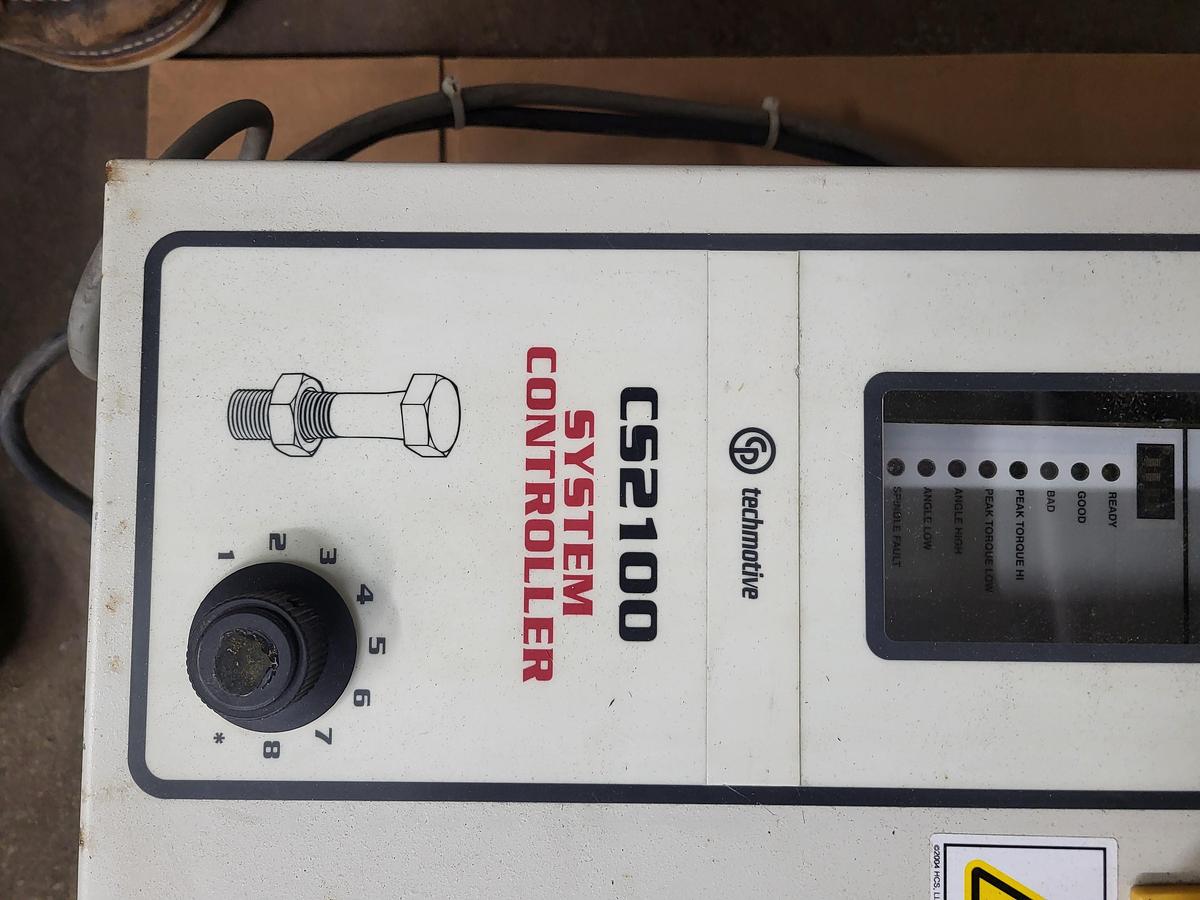 READY
GOOD
BAD
PEAK TORQUE HI
PEAK TORQUE LOW
ANGLE HIGH
ANGLE LOW
SPINDLE FAULT
CP techmotive
CS2100
SYSTEM
CONTROLLER
1
2
3
4
5
6
7
8
*